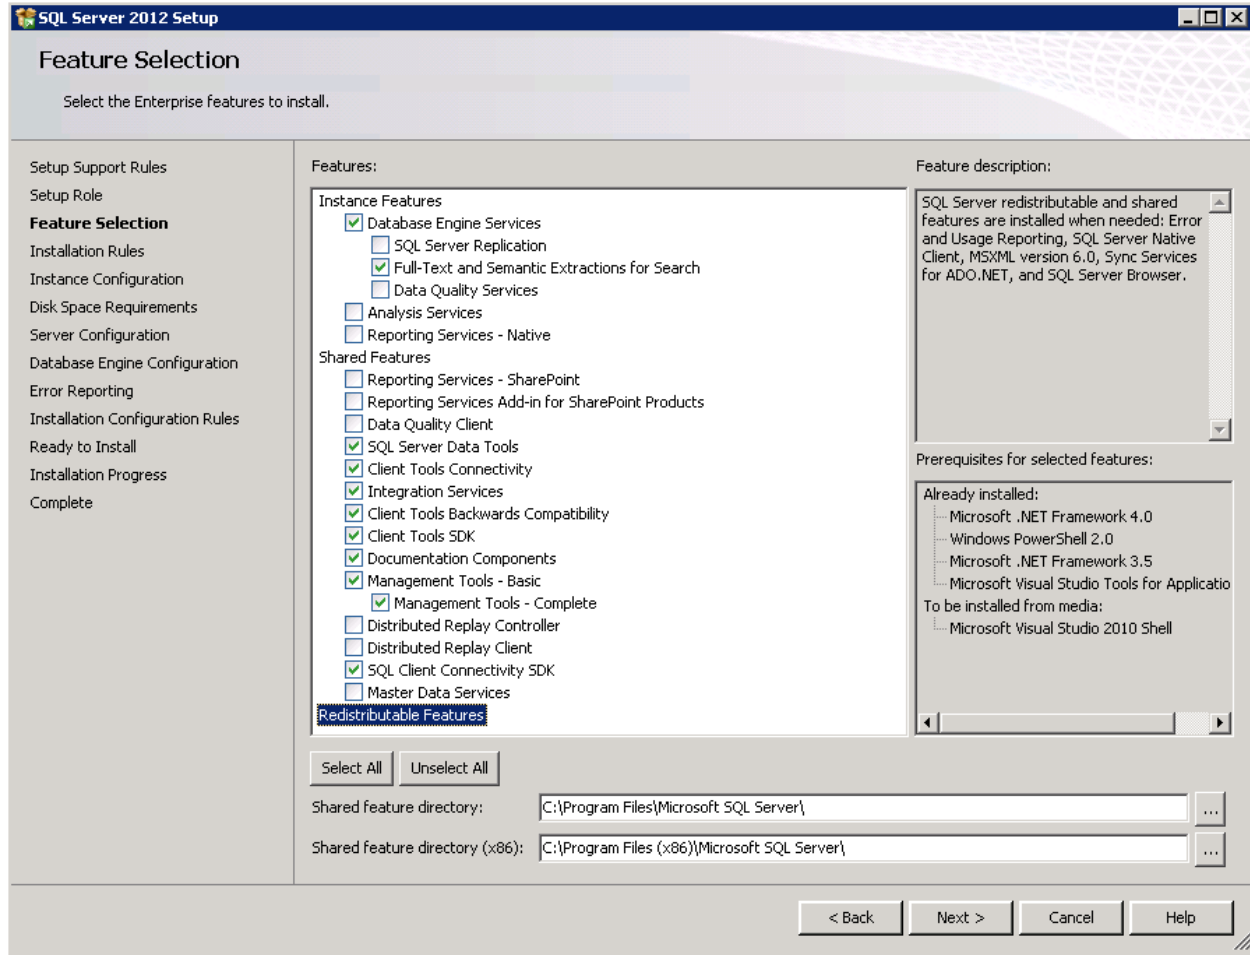 SQL Server 2012 Setup
Feature Selection
Select the Enterprise features to install.
Setup Support Rules
Setup Role
Feature Selection
Installation Rules
Instance Configuration
Disk Space Requirements
Server Configuration
Database Engine Configuration
Error Reporting
Installation Configuration Rules
Ready to Install
Installation Progress
Complete
Features:
Instance Features
Database Engine Services
SQL Server Replication
Full-Text and Semantic Extractions for Search
Data Quality Services
Analysis Services
Reporting Services - Native
Shared Features
Reporting Services - SharePoint
Reporting Services Add-in for SharePoint Products
Data Quality Client
SQL Server Data Tools
Client Tools Connectivity
Integration Services
Client Tools Backwards Compatibility
Client Tools SDK
Documentation Components
Management Tools - Basic
Management Tools - Complete
Distributed Replay Controller
Distributed Replay Client
SQL Client Connectivity SDK
Master Data Services
Redistributable Features
Feature description:
SQL Server redistributable and shared
features are installed when needed: Error
and Usage Reporting, SQL Server Native
Client, MSXML version 6.0, Sync Services
for ADO.NET, and SQL Server Browser.
Prerequisites for selected features:
Already installed:
Microsoft .NET Framework 4.0
Windows PowerShell 2.0
Microsoft .NET Framework 3.5
Microsoft Visual Studio Tools for Applicatio
To be installed from media:
Microsoft Visual Studio 2010 Shell
Select All
Unselect All
Shared feature directory:
C:\Program Files\Microsoft SQL Server\
...
Shared feature directory (x86):
C:\Program Files (x86)\Microsoft SQL Server\
...
< Back
Next >
Cancel
Help